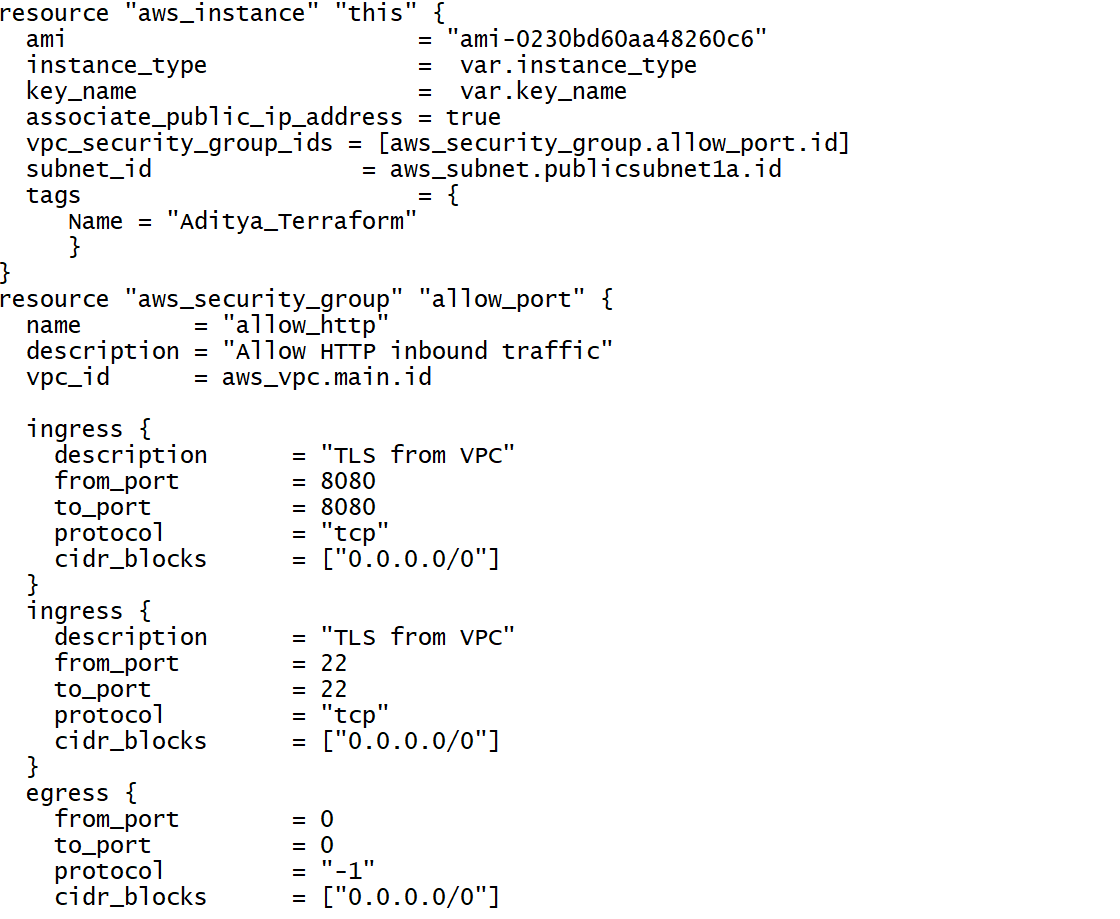 resource "aws_instance" "this" {
  ami                         = "ami-0230bd60aa48260c6"
  instance_type               =  var.instance_type
  key_name                    =  var.key_name
  associate_public_ip_address = true
  vpc_security_group_ids = [aws_security_group.allow_port.id]
  subnet_id               = aws_subnet.publicsubnet1a.id
  tags                        = {
     Name = "Aditya_Terraform"
     }
}
resource "aws_security_group" "allow_port" {
  name        = "allow_http"
  description = "Allow HTTP inbound traffic"
  vpc_id      = aws_vpc.main.id

  ingress {
    description      = "TLS from VPC"
    from_port        = 8080
    to_port          = 8080
    protocol         = "tcp"
    cidr_blocks      = ["0.0.0.0/0"]
  }
  ingress {
    description      = "TLS from VPC"
    from_port        = 22
    to_port          = 22
    protocol         = "tcp"
    cidr_blocks      = ["0.0.0.0/0"]
  }
  egress {
    from_port        = 0
    to_port          = 0
    protocol         = "-1"
    cidr_blocks      = ["0.0.0.0/0"]